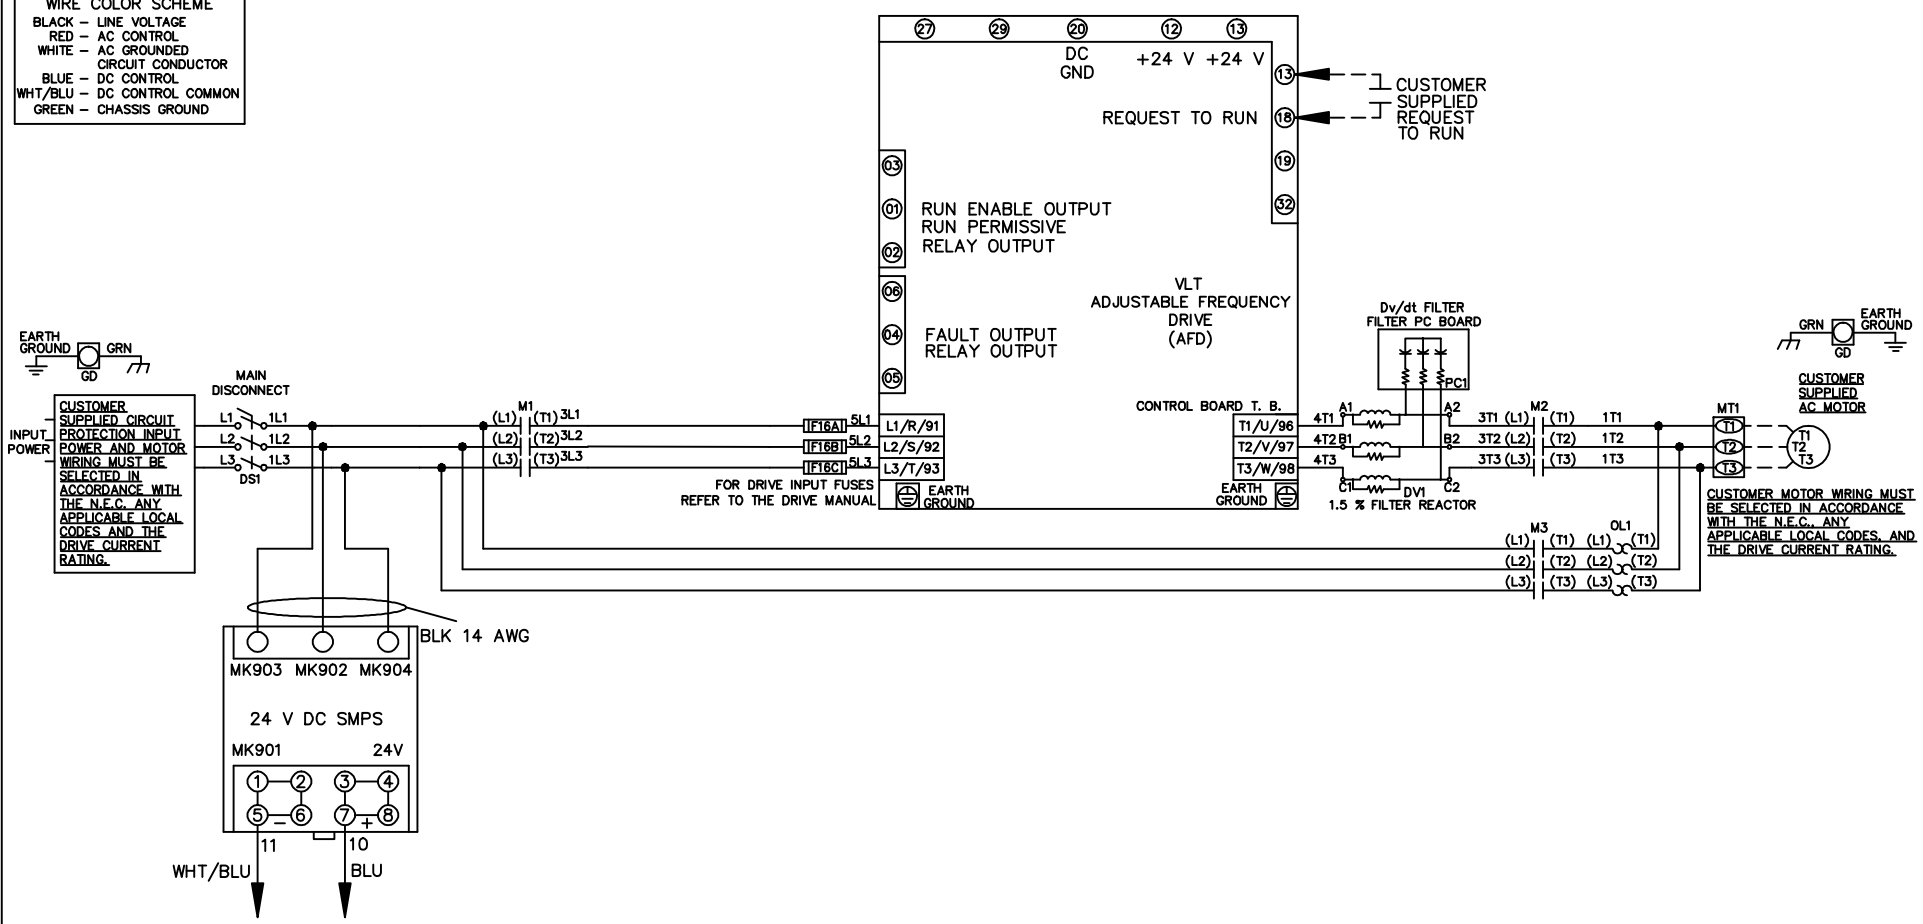 WIRE COLOR SCHEME
BLACK – LINE VOLTAGE
RED – AC CONTROL
WHITE – AC GROUNDED
CIRCUIT CONDUCTOR
BLUE – DC CONTROL
WHT/BLU – DC CONTROL COMMON
GREEN – CHASSIS GROUND
27 29 20 12 13
DC
GND
+24 V +24 V
13
REQUEST TO RUN 18
19
32
CUSTOMER
SUPPLIED
REQUEST
TO RUN
03
01
02
RUN ENABLE OUTPUT
RUN PERMISSIVE
RELAY OUTPUT
06
04
05
FAULT OUTPUT
RELAY OUTPUT
VLT
ADJUSTABLE FREQUENCY
DRIVE
(AFD)
Dv/dt FILTER
FILTER PC BOARD
PC1
EARTH
GROUND
GRN
GD
GRN
EARTH
GROUND
GD
CUSTOMER
SUPPLIED
AC MOTOR
INPUT
POWER
CUSTOMER
SUPPLIED CIRCUIT
PROTECTION INPUT
POWER AND MOTOR
WIRING MUST BE
SELECTED IN
ACCORDANCE WITH
THE N.E.C. ANY
APPLICABLE LOCAL
CODES AND THE
DRIVE CURRENT
RATING.
MAIN
DISCONNECT
L1 1L1
L2 1L2
L3 1L3
DS1
M1
(L1) (T1) 3L1
(L2) (T2) 3L2
(L3) (T3) 3L3
F16A 5L1 L1/R/91
F16B 5L2 L2/S/92
F16C 5L3 L3/T/93
FOR DRIVE INPUT FUSES
REFER TO THE DRIVE MANUAL
EARTH
GROUND
CONTROL BOARD T. B.
T1/U/96 4T1 A1 A2
T2/V/97 4T2 B1 B2
T3/W/98 4T3 C1 C2
EARTH
GROUND
DV1
1.5 % FILTER REACTOR
M2
3T1 (L1) (T1) 1T1
3T2 (L2) (T2) 1T2
3T3 (L3) (T3) 1T3
MT1
T1
T2
T3
T1
T2
T3
CUSTOMER MOTOR WIRING MUST
BE SELECTED IN ACCORDANCE
WITH THE N.E.C., ANY
APPLICABLE LOCAL CODES, AND
THE DRIVE CURRENT RATING.
M3 OL1
(L1) (T1) (L1) (T1)
(L2) (T2) (L2) (T2)
(L3) (T3) (L3) (T3)
BLK 14 AWG
MK903 MK902 MK904
24 V DC SMPS
MK901 24V
1 2 3 4
5 6 7 8
– +
11 10
WHT/BLU BLU